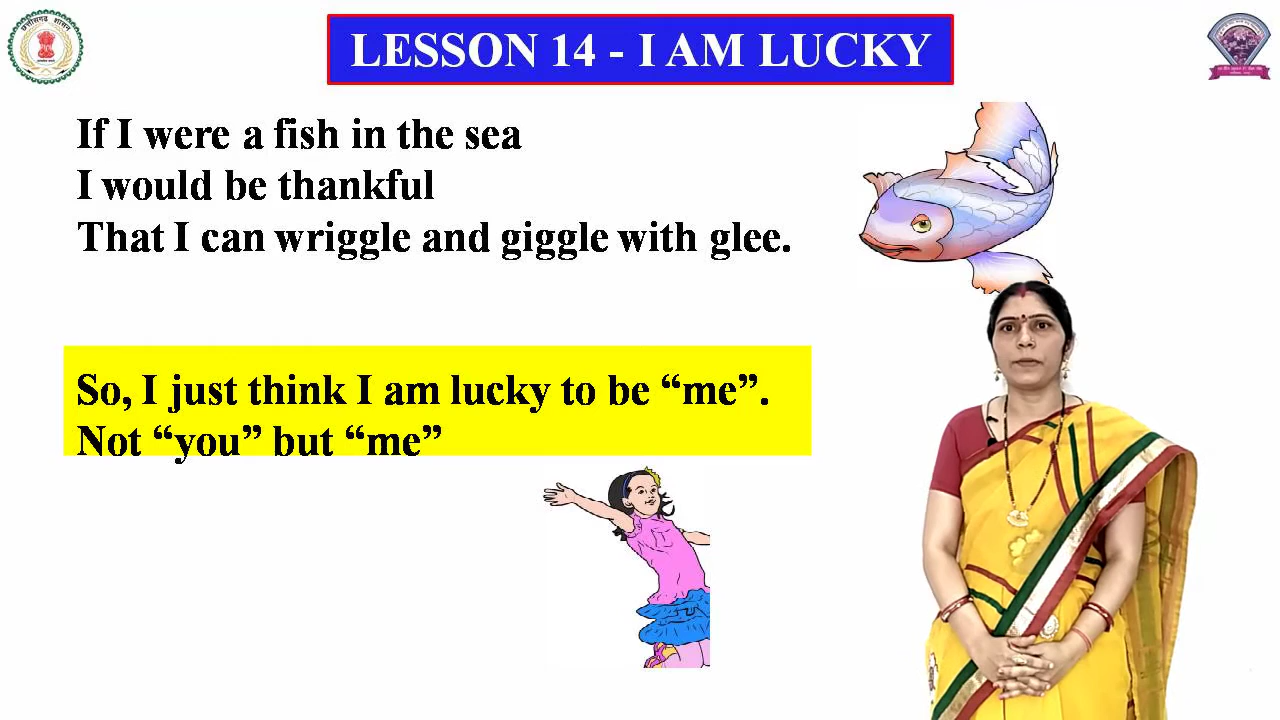 LESSON 14 - I AM LUCKY
If I were a fish in the sea
I would be thankful
That I can wriggle and giggle with glee.
So, I just think I am lucky to be “me”.
Not “you” but “me”